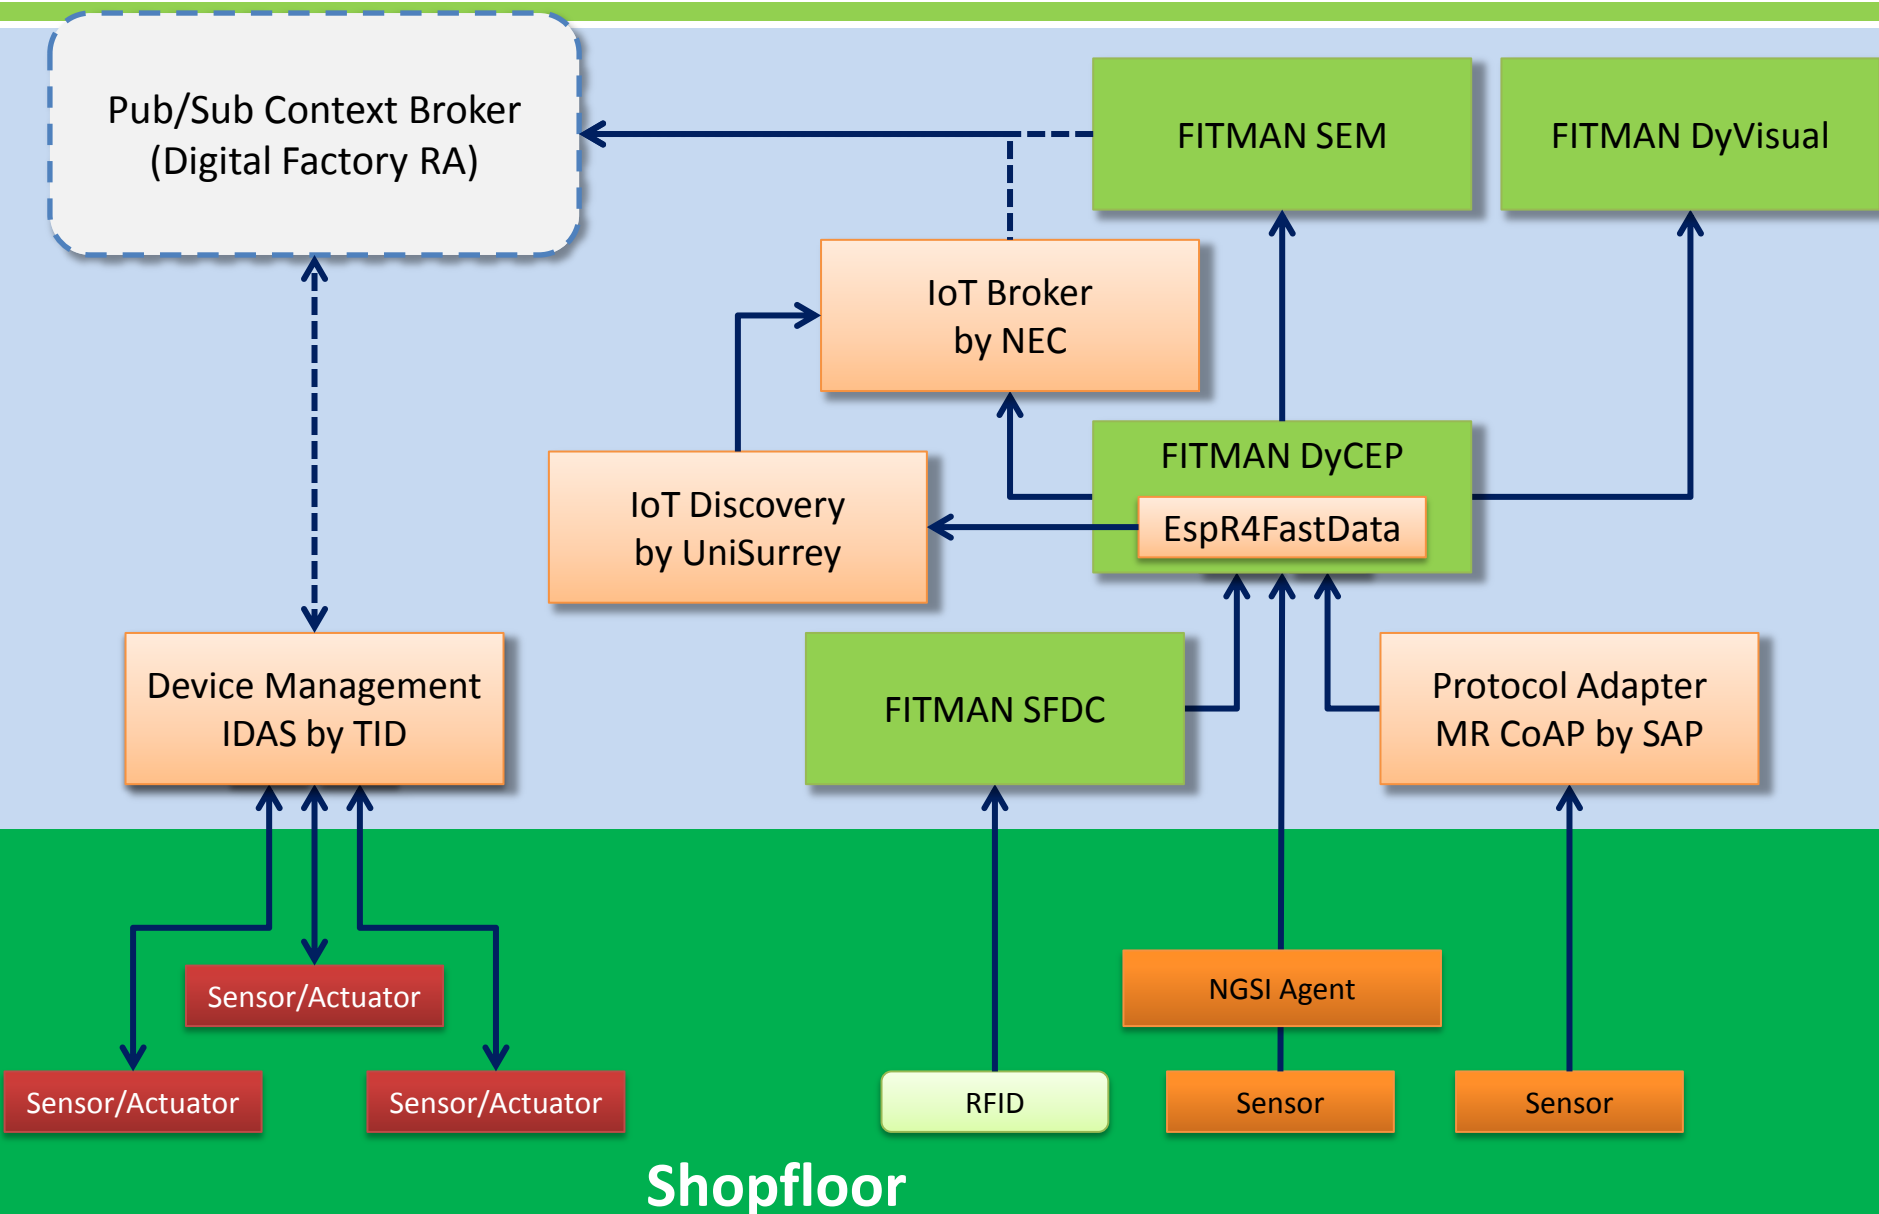 Pub/Sub Context Broker
(Digital Factory RA)
FITMAN SEM
FITMAN DyVisual
IoT Broker
by NEC
FITMAN DyCEP
EspR4FastData
IoT Discovery
by UniSurrey
Device Management
IDAS by TID
FITMAN SFDC
Protocol Adapter
MR CoAP by SAP
Sensor/Actuator
NGSI Agent
Sensor/Actuator
Sensor/Actuator
RFID
Sensor
Sensor
Shopfloor